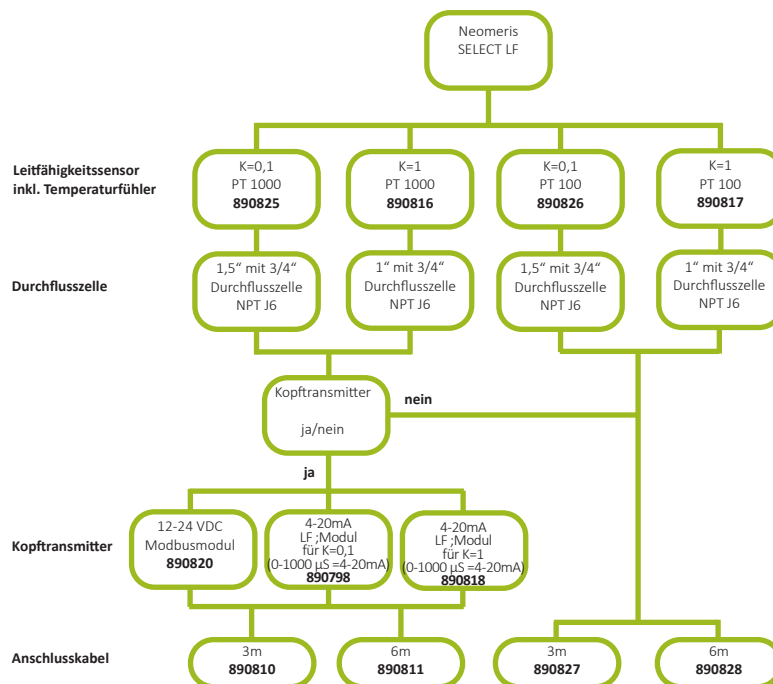 Neomeris
SELECT LF
Leitfähigkeitssensor
inkl. Temperaturfühler
K=0,1
PT 1000
890825
K=1
PT 1000
890816
K=0,1
PT 100
890826
K=1
PT 100
890817
Durchflusszelle
1,5“ mit 3/4“
Durchflusszelle
NPT J6
1“ mit 3/4“
Durchflusszelle
NPT J6
1,5“ mit 3/4“
Durchflusszelle
NPT J6
1“ mit 3/4“
Durchflusszelle
NPT J6
Kopftransmitter
ja/nein
nein
ja
Kopftransmitter
12-24 VDC
Modbusmodul
890820
4-20mA
LF ;Modul
für K=0,1
(0-1000 µS =4-20mA)
890798
4-20mA
LF ;Modul
für K=1
(0-1000 µS =4-20mA)
890818
Anschlusskabel
3m
890810
6m
890811
3m
890827
6m
890828